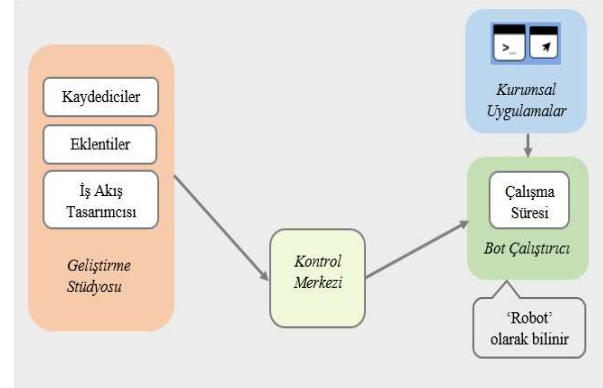 Kaydediciler
Eklentiler
İş Akış
Tasarımcısı
Geliştirme
Stüdyosu
Kontrol
Merkezi
>_
Kurumsal
Uygulamalar
Çalışma
Süresi
Bot Çalıştırıcı
‘Robot’
olarak bilinir